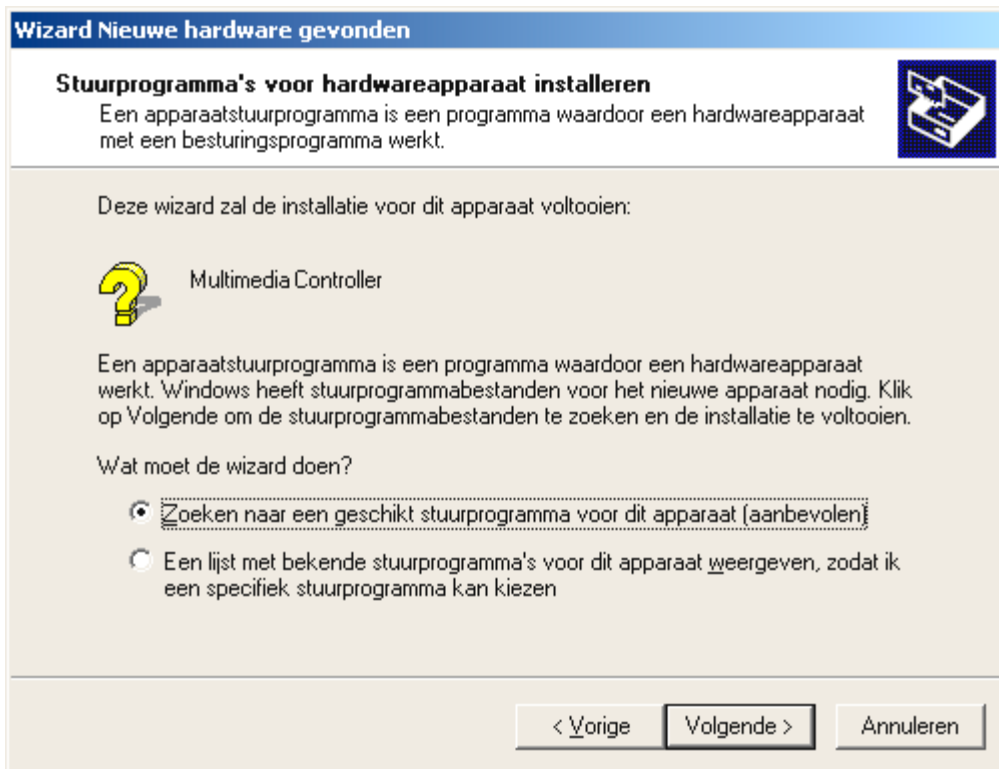 Wizard Nieuwe hardware gevonden
Stuurprogramma's voor hardwareapparaat installeren
Een apparaatstuurprogramma is een programma waardoor een hardwareapparaat
met een besturingsprogramma werkt.
Deze wizard zal de installatie voor dit apparaat voltooien:
Multimedia Controller
Een apparaatstuurprogramma is een programma waardoor een hardwareapparaat
werkt. Windows heeft stuurprogrammabestanden voor het nieuwe apparaat nodig. Klik
op Volgende om de stuurprogrammabestanden te zoeken en de installatie te voltooien.
Wat moet de wizard doen?
Zoeken naar een geschikt stuurprogramma voor dit apparaat (aanbevolen)
Een lijst met bekende stuurprogramma's voor dit apparaat weergeven, zodat ik
een specifiek stuurprogramma kan kiezen
< Vorige
Volgende >
Annuleren